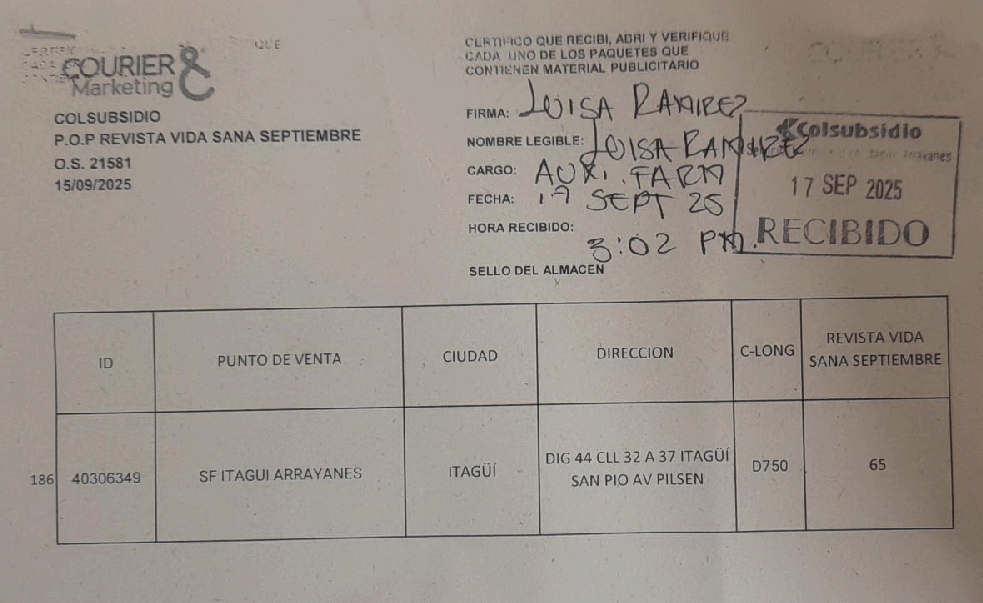 COURIER &
Marketing
COLSUBSIDIO
P.O.P REVISTA VIDA SANA SEPTIEMBRE
O.S. 21581
15/09/2025
CERTIFICO QUE RECIBI, ABRI Y VERIFIQUE
CADA UNO DE LOS PAQUETES QUE
CONTIENEN MATERIAL PUBLICITARIO
FIRMA: LUISA RAMIREZ
NOMBRE LEGIBLE: LUISA RAMIREZ
CARGO: AUXI. FARM
FECHA: 17 SEPT 25
HORA RECIBIDO: 3:02 PM.
SELLO DEL ALMACEN
Colsubsidio
Arrayanes
17 SEP 2025
RECIBIDO
ID PUNTO DE VENTA CIUDAD DIRECCION C-LONG REVISTA VIDA SANA SEPTIEMBRE
186 40306349 SF ITAGUI ARRAYANES ITAGÜÍ DIG 44 CLL 32 A 37 ITAGÜÍ SAN PIO AV PILSEN D750 65